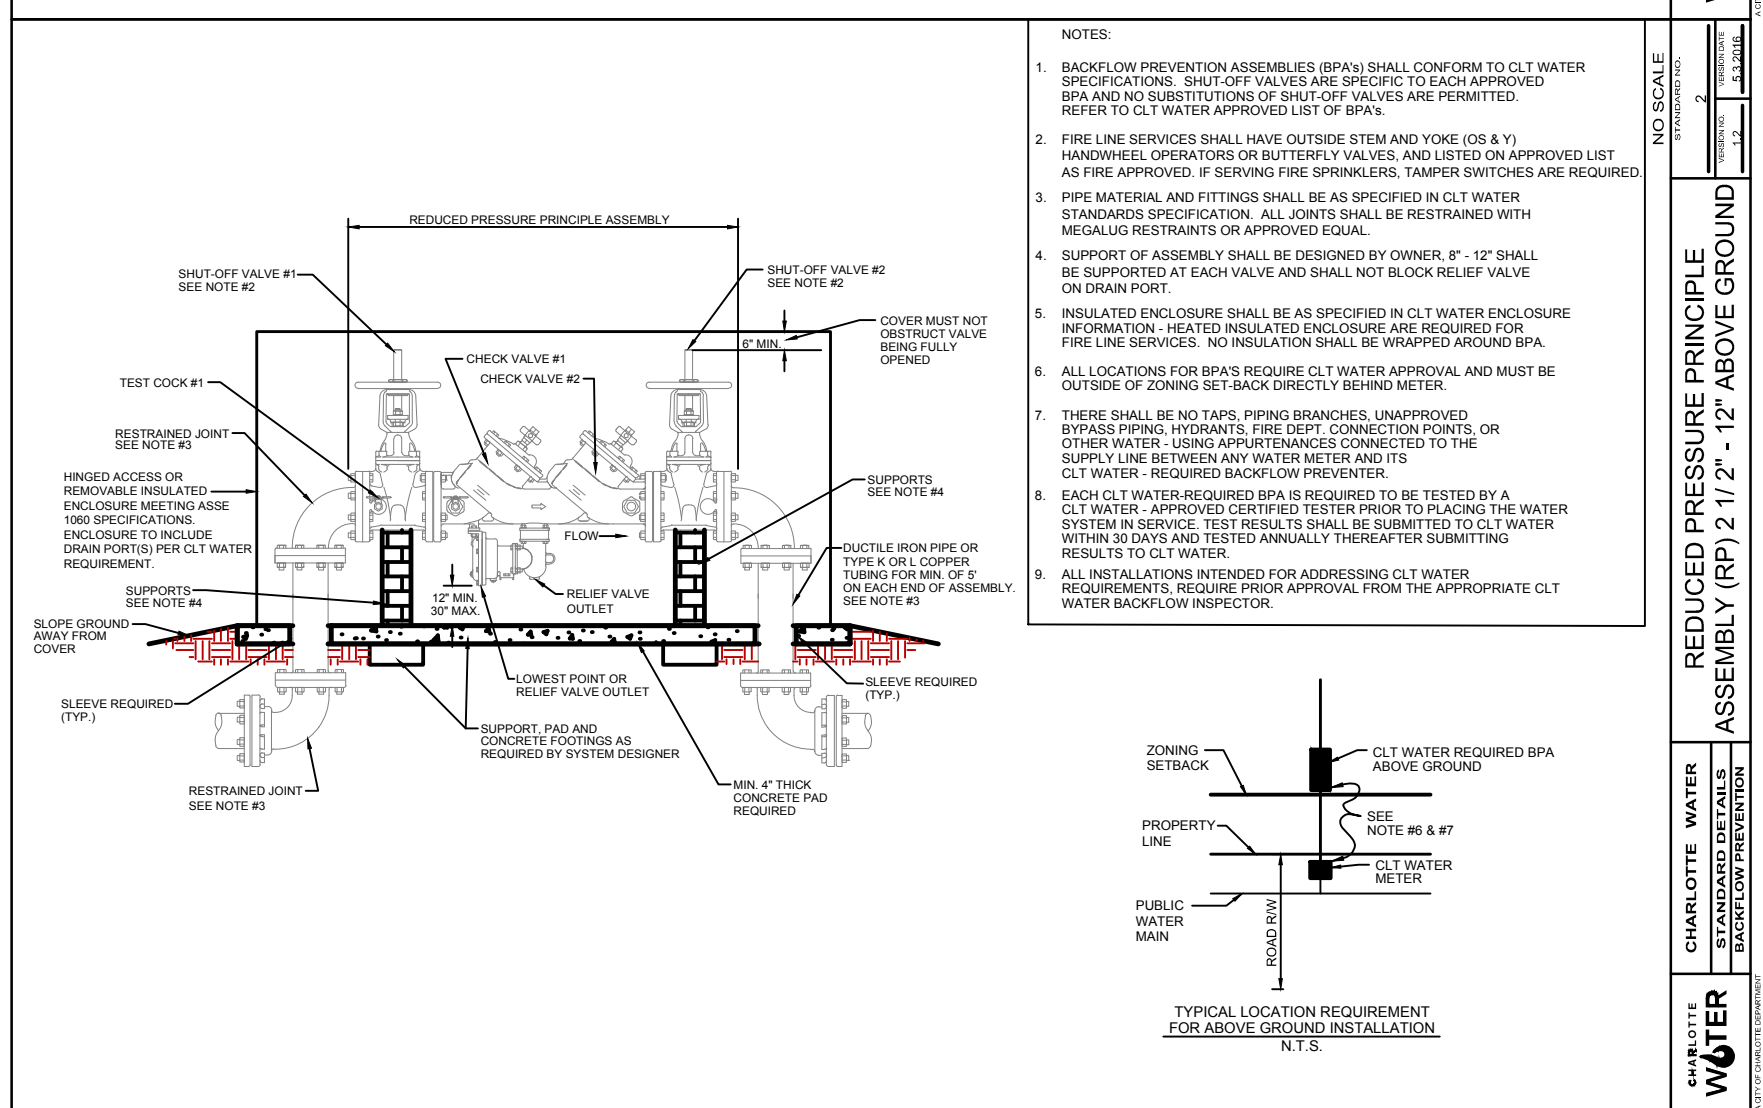 REDUCED PRESSURE PRINCIPLE ASSEMBLY
SHUT-OFF VALVE #1
SEE NOTE #2
SHUT-OFF VALVE #2
SEE NOTE #2
COVER MUST NOT
OBSTRUCT VALVE
BEING FULLY
OPENED
6" MIN.
CHECK VALVE #1
CHECK VALVE #2
TEST COCK #1
RESTRAINED JOINT
SEE NOTE #3
HINGED ACCESS OR
REMOVABLE INSULATED
ENCLOSURE MEETING ASSE
1060 SPECIFICATIONS.
ENCLOSURE TO INCLUDE
DRAIN PORT(S) PER CLT WATER
REQUIREMENT.
SUPPORTS
SEE NOTE #4
FLOW
SUPPORTS
SEE NOTE #4
12" MIN.
30" MAX.
RELIEF VALVE
OUTLET
DUCTILE IRON PIPE OR
TYPE K OR L COPPER
TUBING FOR MIN. OF 5'
ON EACH END OF ASSEMBLY.
SEE NOTE #3
SLOPE GROUND
AWAY FROM
COVER
SLEEVE REQUIRED
(TYP.)
LOWEST POINT OR
RELIEF VALVE OUTLET
SLEEVE REQUIRED
(TYP.)
SUPPORT, PAD AND
CONCRETE FOOTINGS AS
REQUIRED BY SYSTEM DESIGNER
RESTRAINED JOINT
SEE NOTE #3
MIN. 4" THICK
CONCRETE PAD
REQUIRED
NOTES:
1. BACKFLOW PREVENTION ASSEMBLIES (BPA's) SHALL CONFORM TO CLT WATER
SPECIFICATIONS. SHUT-OFF VALVES ARE SPECIFIC TO EACH APPROVED
BPA AND NO SUBSTITUTIONS OF SHUT-OFF VALVES ARE PERMITTED.
REFER TO CLT WATER APPROVED LIST OF BPA's.
2. FIRE LINE SERVICES SHALL HAVE OUTSIDE STEM AND YOKE (OS & Y)
HANDWHEEL OPERATORS OR BUTTERFLY VALVES, AND LISTED ON APPROVED LIST
AS FIRE APPROVED. IF SERVING FIRE SPRINKLERS, TAMPER SWITCHES ARE REQUIRED.
3. PIPE MATERIAL AND FITTINGS SHALL BE AS SPECIFIED IN CLT WATER
STANDARDS SPECIFICATION. ALL JOINTS SHALL BE RESTRAINED WITH
MEGALUG RESTRAINTS OR APPROVED EQUAL.
4. SUPPORT OF ASSEMBLY SHALL BE DESIGNED BY OWNER, 8" - 12" SHALL
BE SUPPORTED AT EACH VALVE AND SHALL NOT BLOCK RELIEF VALVE
ON DRAIN PORT.
5. INSULATED ENCLOSURE SHALL BE AS SPECIFIED IN CLT WATER ENCLOSURE
INFORMATION - HEATED INSULATED ENCLOSURE ARE REQUIRED FOR
FIRE LINE SERVICES. NO INSULATION SHALL BE WRAPPED AROUND BPA.
6. ALL LOCATIONS FOR BPA'S REQUIRE CLT WATER APPROVAL AND MUST BE
OUTSIDE OF ZONING SET-BACK DIRECTLY BEHIND METER.
7. THERE SHALL BE NO TAPS, PIPING BRANCHES, UNAPPROVED
BYPASS PIPING, HYDRANTS, FIRE DEPT. CONNECTION POINTS, OR
OTHER WATER - USING APPURTENANCES CONNECTED TO THE
SUPPLY LINE BETWEEN ANY WATER METER AND ITS
CLT WATER - REQUIRED BACKFLOW PREVENTER.
8. EACH CLT WATER-REQUIRED BPA IS REQUIRED TO BE TESTED BY A
CLT WATER - APPROVED CERTIFIED TESTER PRIOR TO PLACING THE WATER
SYSTEM IN SERVICE. TEST RESULTS SHALL BE SUBMITTED TO CLT WATER
WITHIN 30 DAYS AND TESTED ANNUALLY THEREAFTER SUBMITTING
RESULTS TO CLT WATER.
9. ALL INSTALLATIONS INTENDED FOR ADDRESSING CLT WATER
REQUIREMENTS, REQUIRE PRIOR APPROVAL FROM THE APPROPRIATE CLT
WATER BACKFLOW INSPECTOR.
ZONING
SETBACK
CLT WATER REQUIRED BPA
ABOVE GROUND
PROPERTY
LINE
SEE
NOTE #6 & #7
CLT WATER
METER
PUBLIC
WATER
MAIN
ROAD R/W
TYPICAL LOCATION REQUIREMENT
FOR ABOVE GROUND INSTALLATION
N.T.S.
NO SCALE
STANDARD NO.
2
VERSION DATE
5.3.2016
VERSION NO.
1.2
REDUCED PRESSURE PRINCIPLE
ASSEMBLY (RP) 2 1/ 2" - 12" ABOVE GROUND
CHARLOTTE WATER
STANDARD DETAILS
BACKFLOW PREVENTION
CHARLOTTE
WATER
A CITY OF CHARLOTTE DEPARTMENT